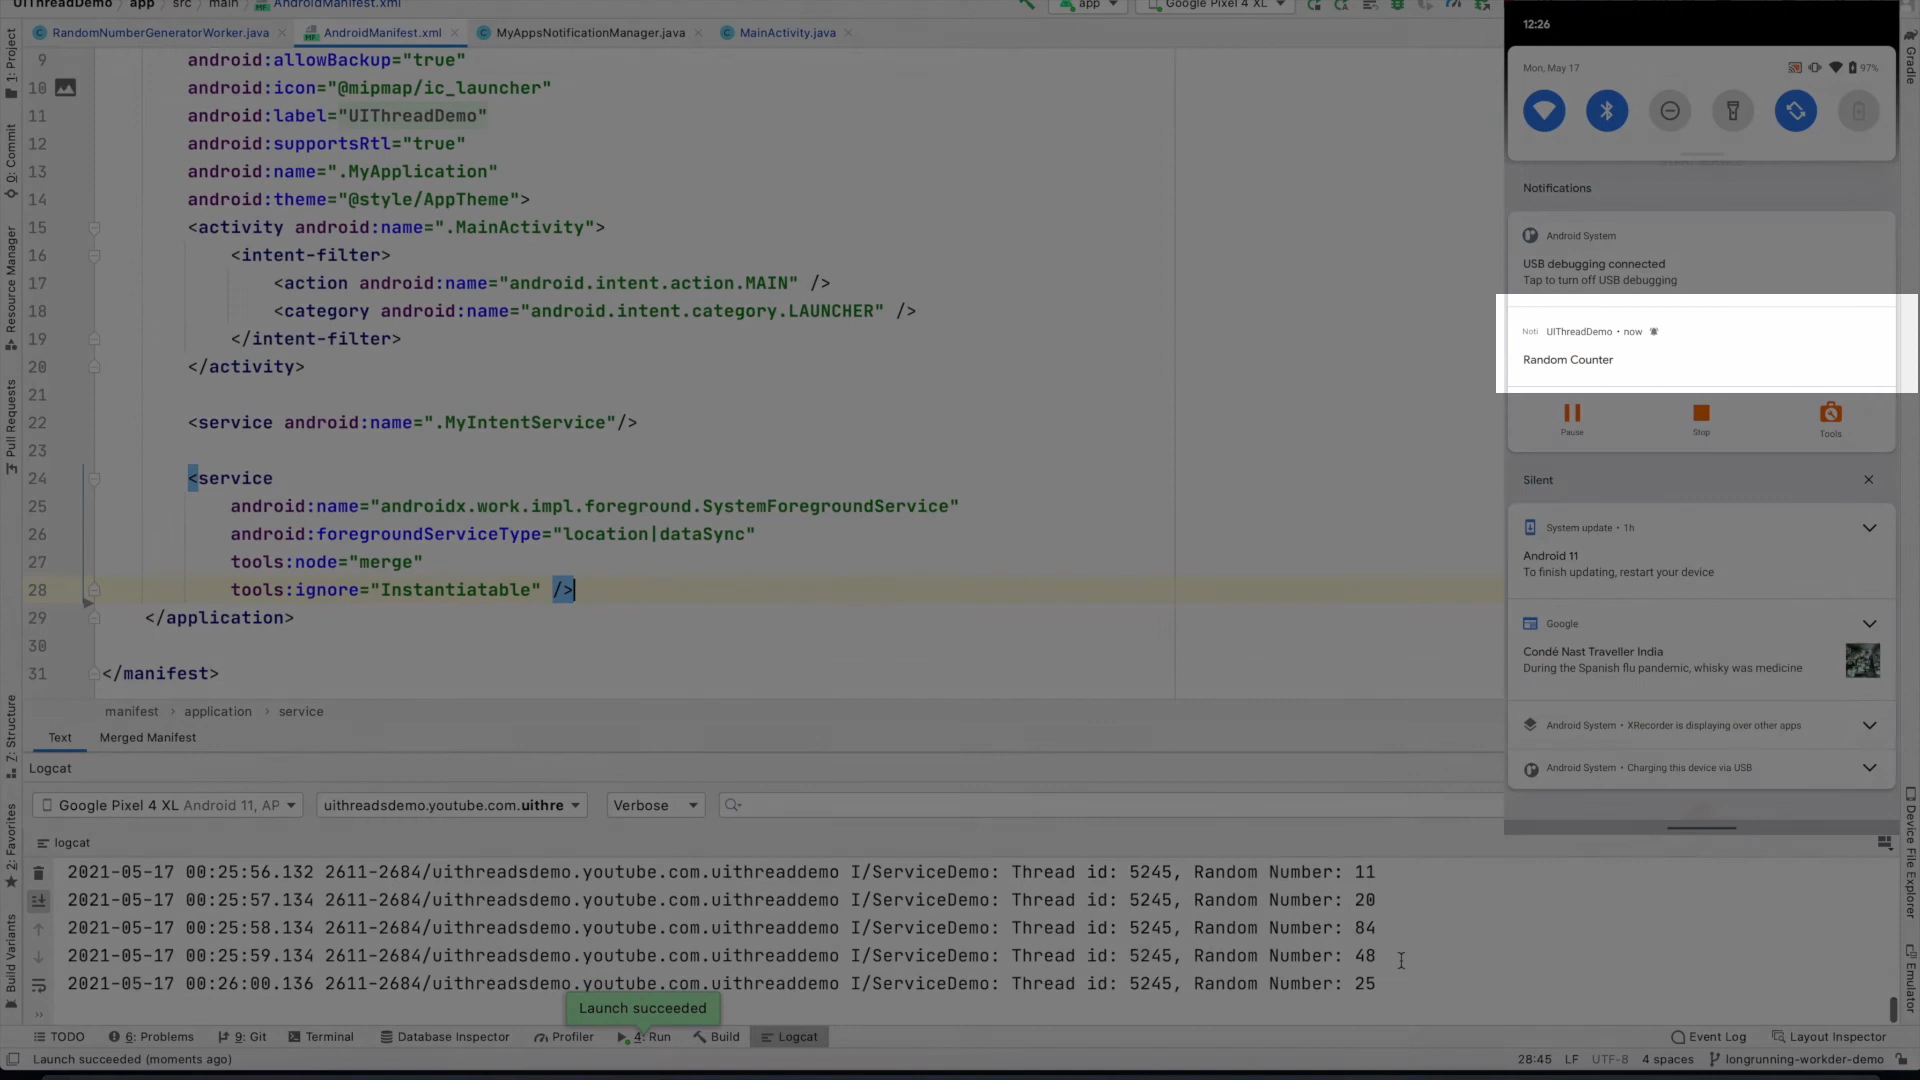 UIThreadDemo app src main AndroidManifest.xml
app Google Pixel 4 XL
RandomNumberGeneratorWorker.java AndroidManifest.xml MyAppsNotificationManager.java MainActivity.java
1: Project
0: Commit
Resource Manager
Pull Requests
Z: Structure
2: Favorites
Build Variants
9 android:allowBackup="true"
10 android:icon="@mipmap/ic_launcher"
11 android:label="UIThreadDemo"
12 android:supportsRtl="true"
13 android:name=".MyApplication"
14 android:theme="@style/AppTheme">
15 <activity android:name=".MainActivity">
16 <intent-filter>
17 <action android:name="android.intent.action.MAIN" />
18 <category android:name="android.intent.category.LAUNCHER" />
19 </intent-filter>
20 </activity>
21
22 <service android:name=".MyIntentService"/>
23
24 <service
25 android:name="androidx.work.impl.foreground.SystemForegroundService"
26 android:foregroundServiceType="location|dataSync"
27 tools:node="merge"
28 tools:ignore="Instantiatable" />
29 </application>
30
31 </manifest>
manifest › application › service
Text Merged Manifest
Logcat
Google Pixel 4 XL Android 11, AP uithreadsdemo.youtube.com.uithre Verbose
logcat
2021-05-17 00:25:56.132 2611-2684/uithreadsdemo.youtube.com.uithreaddemo I/ServiceDemo: Thread id: 5245, Random Number: 11
2021-05-17 00:25:57.134 2611-2684/uithreadsdemo.youtube.com.uithreaddemo I/ServiceDemo: Thread id: 5245, Random Number: 20
2021-05-17 00:25:58.134 2611-2684/uithreadsdemo.youtube.com.uithreaddemo I/ServiceDemo: Thread id: 5245, Random Number: 84
2021-05-17 00:25:59.134 2611-2684/uithreadsdemo.youtube.com.uithreaddemo I/ServiceDemo: Thread id: 5245, Random Number: 48
2021-05-17 00:26:00.136 2611-2684/uithreadsdemo.youtube.com.uithreaddemo I/ServiceDemo: Thread id: 5245, Random Number: 25
Launch succeeded
TODO 6: Problems 9: Git Terminal Database Inspector Profiler 4: Run Build Logcat Event Log Layout Inspector
Launch succeeded (moments ago) 28:45 LF UTF-8 4 spaces longrunning-workder-demo
12:26
Mon, May 17 97%
Notifications
Android System
USB debugging connected
Tap to turn off USB debugging
Noti UIThreadDemo • now
Random Counter
Pause Stop Tools
Silent
System update • 1h
Android 11
To finish updating, restart your device
Google
Condé Nast Traveller India
During the Spanish flu pandemic, whisky was medicine
Android System • XRecorder is displaying over other apps
Android System • Charging this device via USB
Gradle
Device File Explorer
Emulator